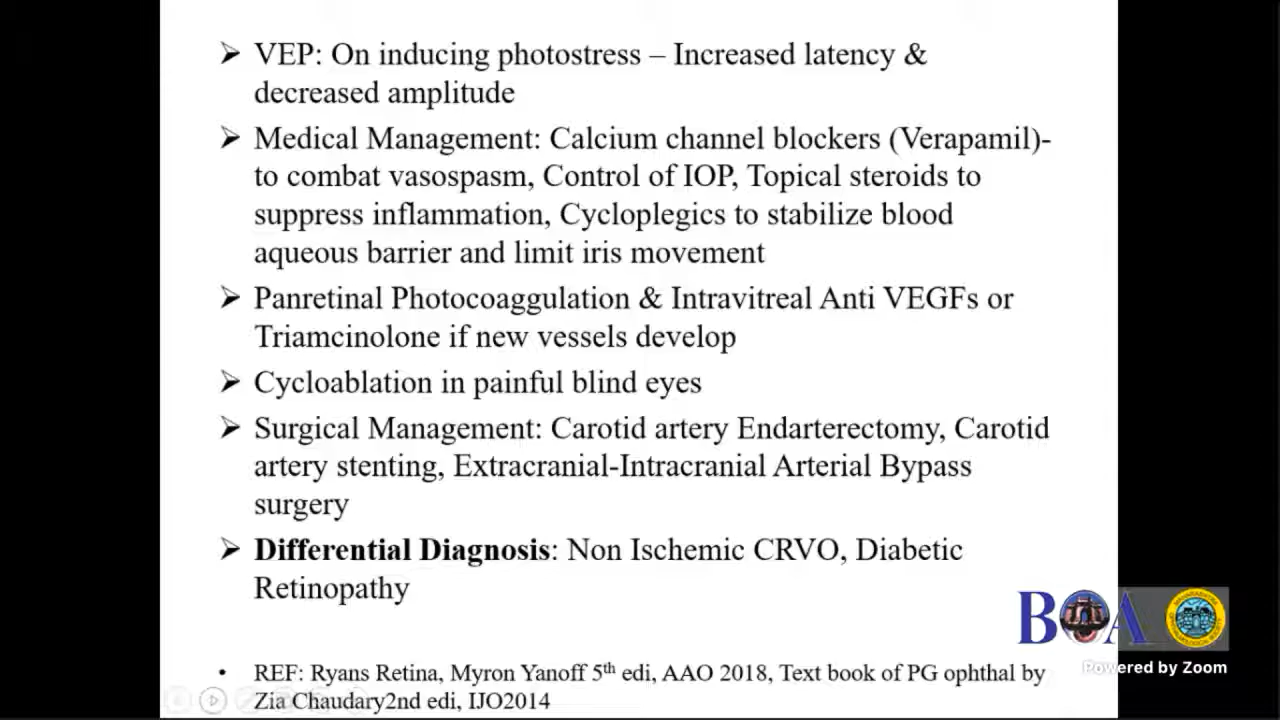 ➢ VEP: On inducing photostress – Increased latency &
decreased amplitude
➢ Medical Management: Calcium channel blockers (Verapamil)-
to combat vasospasm, Control of IOP, Topical steroids to
suppress inflammation, Cycloplegics to stabilize blood
aqueous barrier and limit iris movement
➢ Panretinal Photocoaggulation & Intravitreal Anti VEGFs or
Triamcinolone if new vessels develop
➢ Cycloablation in painful blind eyes
➢ Surgical Management: Carotid artery Endarterectomy, Carotid
artery stenting, Extracranial-Intracranial Arterial Bypass
surgery
➢ Differential Diagnosis: Non Ischemic CRVO, Diabetic
Retinopathy
BOA
Powered by Zoom
• REF: Ryans Retina, Myron Yanoff 5th edi, AAO 2018, Text book of PG ophthal by
Zia Chaudary2nd edi, IJO2014